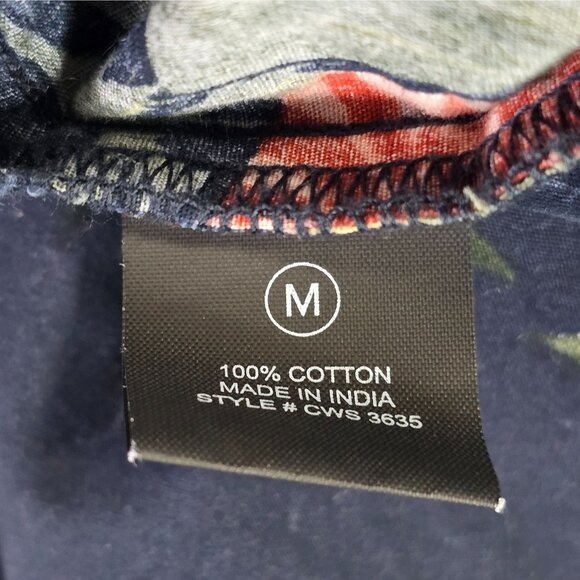 M
100% COTTON
MADE IN INDIA
STYLE # CWS 3635